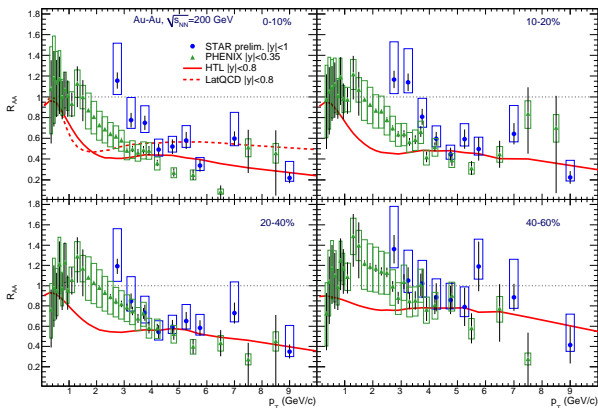 Au-Au, √sNN=200 GeV 0-10%
STAR prelim. |y|<1
PHENIX |y|<0.35
HTL |y|<0.8
LatQCD |y|<0.8
10-20%
RAA
1.8
1.6
1.4
1.2
1
0.8
0.6
0.4
0.2
20-40%
40-60%
RAA
1.8
1.6
1.4
1.2
1
0.8
0.6
0.4
0.2
0 1 2 3 4 5 6 7 8 9
pT (GeV/c)
1 2 3 4 5 6 7 8 9
pT (GeV/c)